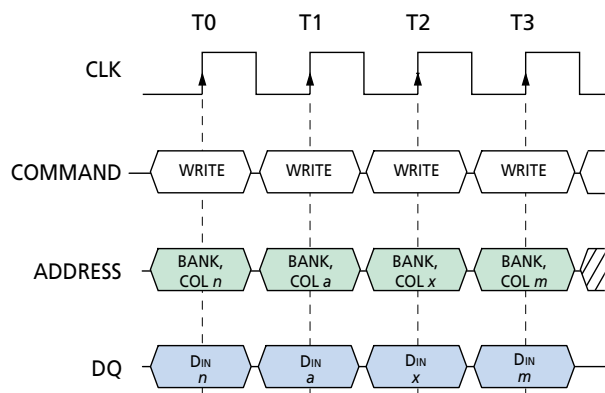 T0 T1 T2 T3
CLK
COMMAND WRITE WRITE WRITE WRITE
ADDRESS BANK, BANK, BANK, BANK,
COL n COL a COL x COL m
DQ DIN DIN DIN DIN
n a x m